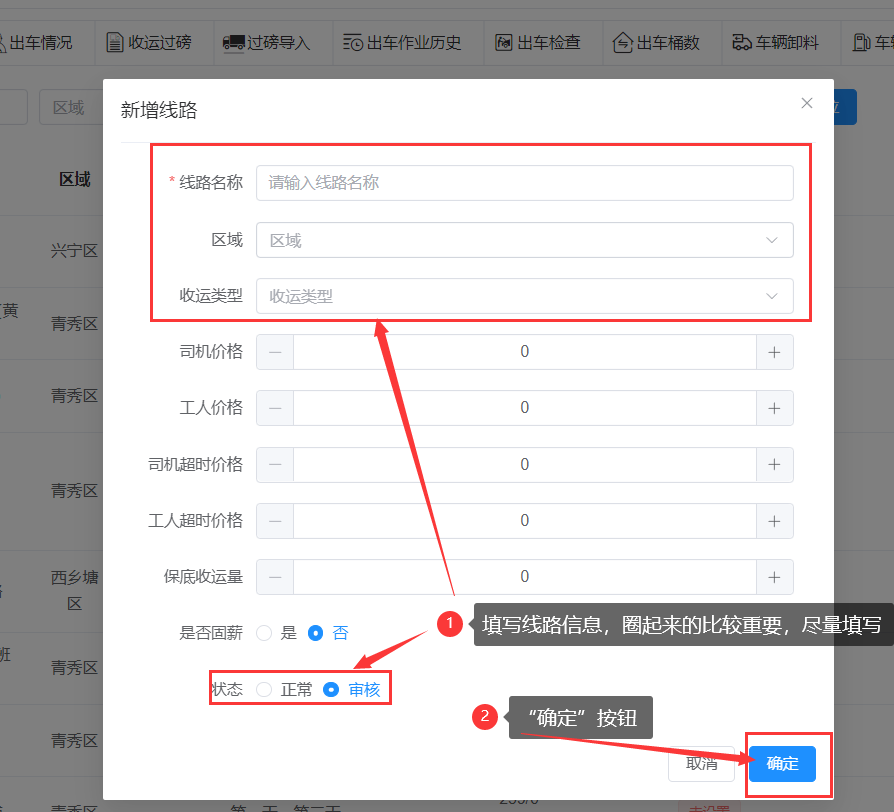 出车情况 收运过磅 过磅导入 出车作业历史 出车检查 出车桶数 车辆卸料 车
区域
新增线路
区域
* 线路名称 请输入线路名称
区域 区域
兴宁区
收运类型 收运类型
黄
青秀区
司机价格 0
青秀区
工人价格 0
司机超时价格 0
青秀区
工人超时价格 0
保底收运量 0
西乡塘区
是否固薪 是 否
1 填写线路信息，圈起来的比较重要，尽量填写
班
青秀区
状态 正常 审核
2 “确定”按钮
青秀区
取消 确定